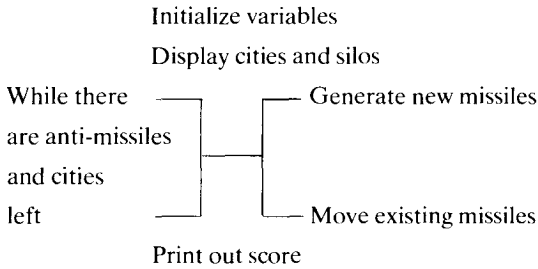 Initialize variables
Display cities and silos
While there
are anti-missiles
and cities
left
Generate new missiles
Move existing missiles
Print out score